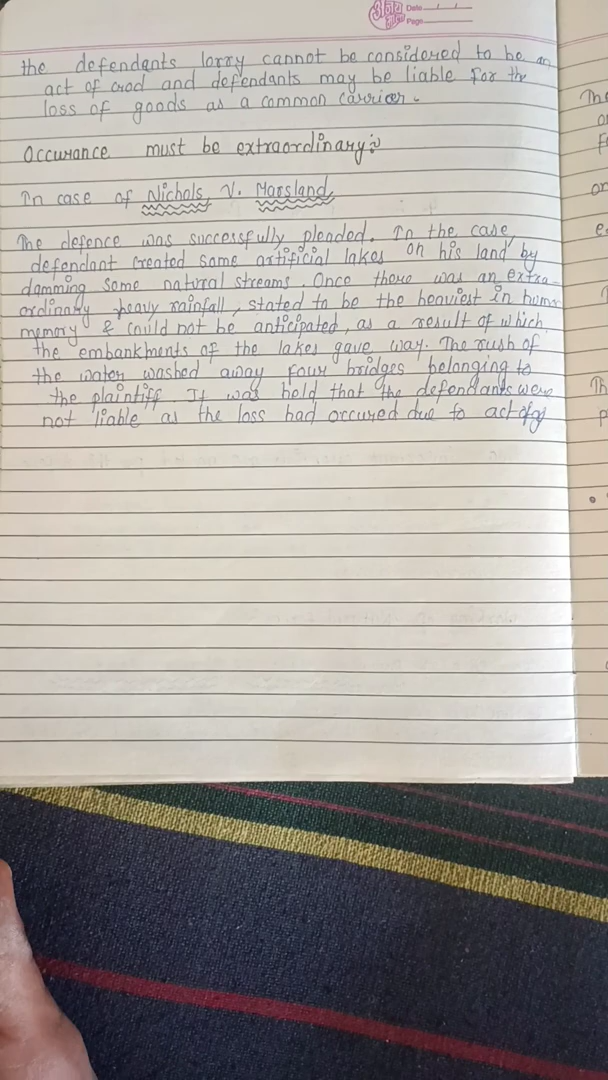 Date
Page
the defendants lorry cannot be considered to be an
act of God and defendants may be liable for the
loss of goods as a common carrier.
Occurance must be extraordinary:
In case of Nichols V. Marsland,
The defence was successfully pleaded. In the case,
defendant created some artificial lakes on his land by
damming some natural streams. Once there was an extra-
ordinary heavy rainfall, stated to be the heaviest in human
memory & could not be anticipated, as a result of which,
the embankments of the lakes gave way. The rush of
the water washed away four bridges belonging to
the plaintiff. It was held that the defendants were
not liable as the loss had occured due to act of